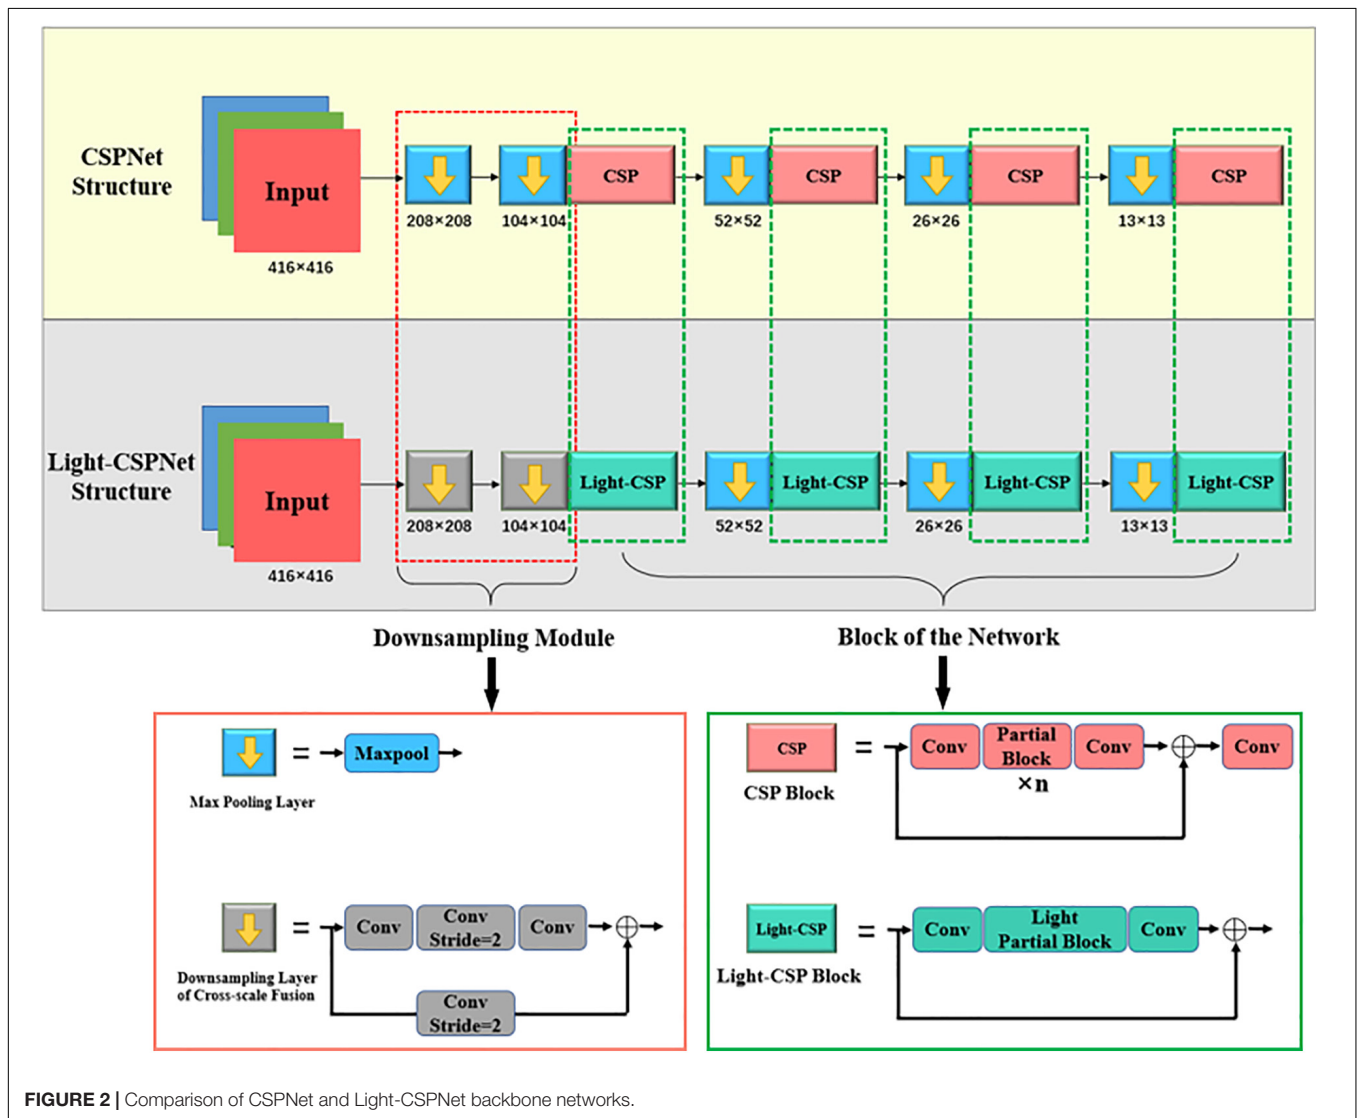 CSPNet
Structure
Input
416×416
208×208
104×104
CSP
52×52
CSP
26×26
CSP
13×13
CSP
Light-CSPNet
Structure
Input
416×416
208×208
104×104
Light-CSP
52×52
Light-CSP
26×26
Light-CSP
13×13
Light-CSP
Downsampling Module
Block of the Network
=
Maxpool
Max Pooling Layer
=
Conv
Conv
Stride=2
Conv
Conv
Stride=2
Downsampling Layer
of Cross-scale Fusion
CSP
=
Conv
Partial
Block
×n
Conv
Conv
CSP Block
Light-CSP
=
Conv
Light
Partial Block
Conv
Light-CSP Block
FIGURE 2 | Comparison of CSPNet and Light-CSPNet backbone networks.